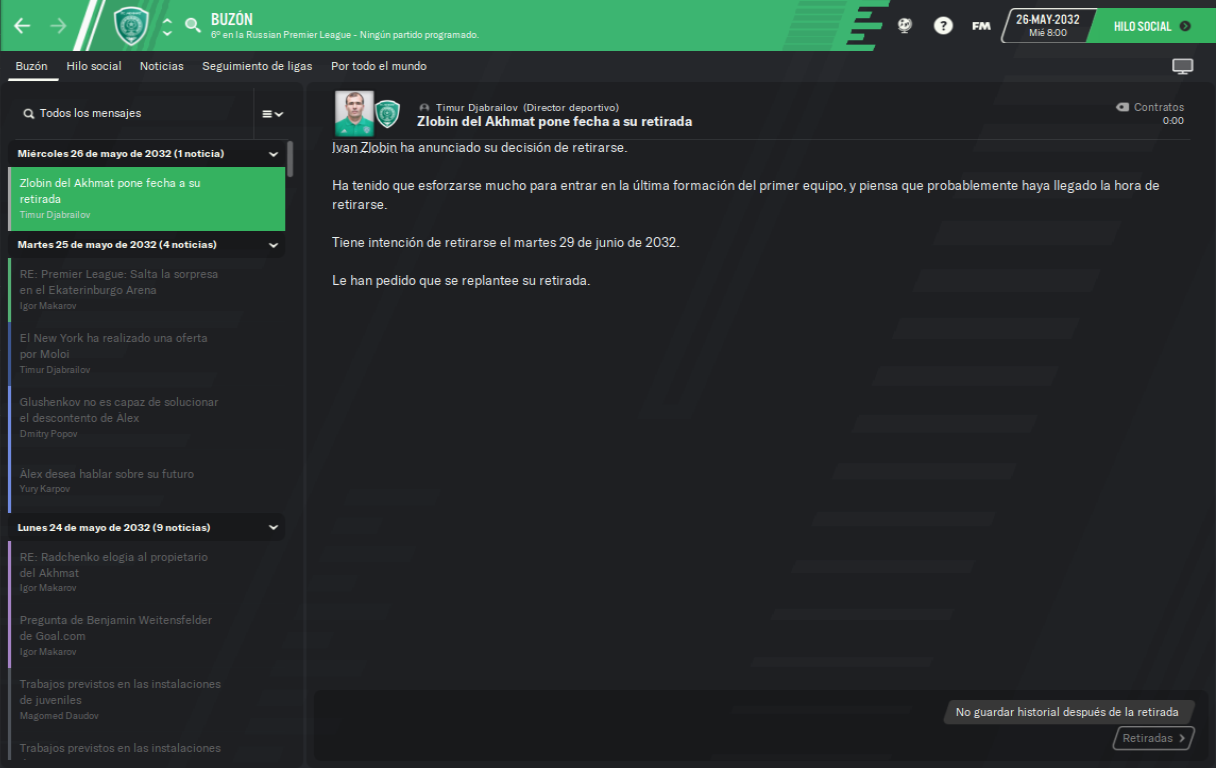 BUZÓN
6º en la Russian Premier League - Ningún partido programado.
?
FM
26-MAY-2032
Mié 8:00
HILO SOCIAL
Buzón
Hilo social
Noticias
Seguimiento de ligas
Por todo el mundo
Todos los mensajes
Miércoles 26 de mayo de 2032 (1 noticia)
Zlobin del Akhmat pone fecha a su
retirada
Timur Djabrailov
Martes 25 de mayo de 2032 (4 noticias)
RE: Premier League: Salta la sorpresa
en el Ekaterinburgo Arena
Igor Makarov
El New York ha realizado una oferta
por Moloi
Timur Djabrailov
Glushenkov no es capaz de solucionar
el descontento de Àlex
Dmitry Popov
Àlex desea hablar sobre su futuro
Yury Karpov
Lunes 24 de mayo de 2032 (9 noticias)
RE: Radchenko elogia al propietario
del Akhmat
Igor Makarov
Pregunta de Benjamin Weitensfelder
de Goal.com
Igor Makarov
Trabajos previstos en las instalaciones
de juveniles
Magomed Daudov
Trabajos previstos en las instalaciones
Timur Djabrailov (Director deportivo)
Zlobin del Akhmat pone fecha a su retirada
Contratos
0:00
Ivan Zlobin ha anunciado su decisión de retirarse.
Ha tenido que esforzarse mucho para entrar en la última formación del primer equipo, y piensa que probablemente haya llegado la hora de
retirarse.
Tiene intención de retirarse el martes 29 de junio de 2032.
Le han pedido que se replantee su retirada.
No guardar historial después de la retirada
Retiradas